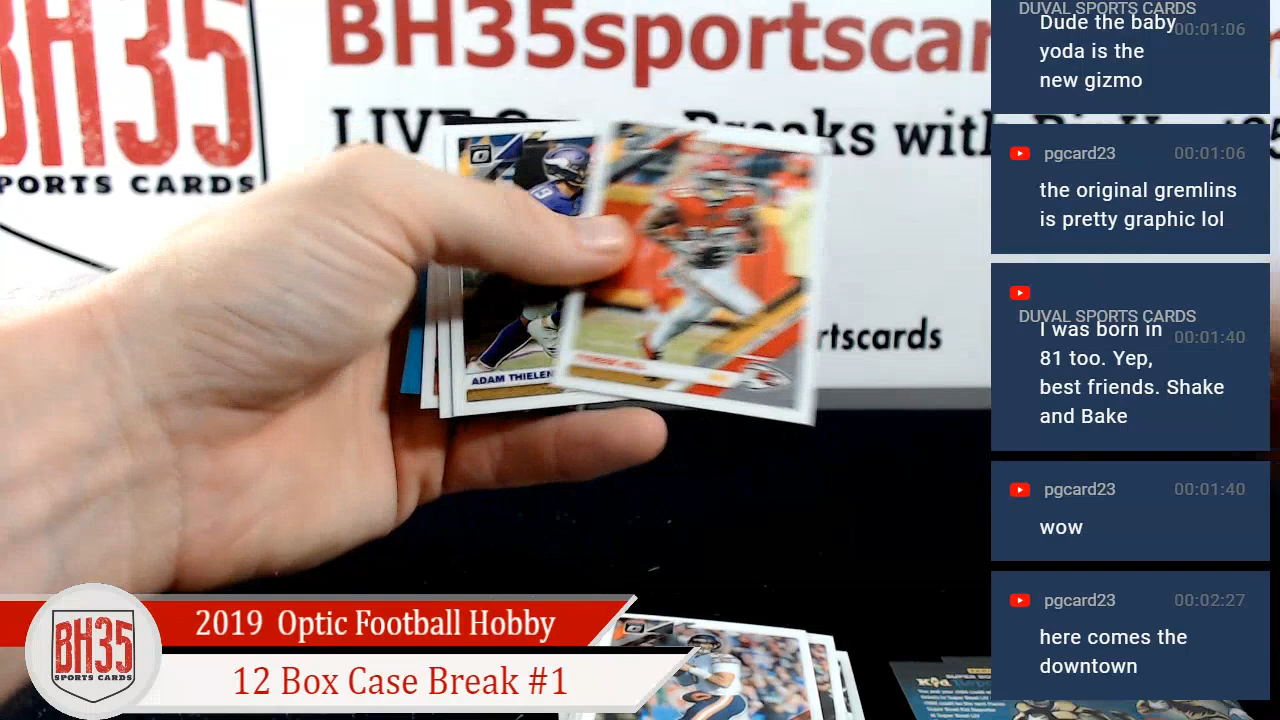 BH35
PORTS CARDS
BH35sportscar
LIVE
Breaks with
rtscards
ADAM THIELEN
DUVAL SPORTS CARDS
Dude the baby
00:01:06
yoda is the
new gizmo
pgcard23
00:01:06
the original gremlins
is pretty graphic lol
DUVAL SPORTS CARDS
I was born in
00:01:40
81 too. Yep,
best friends. Shake
and Bake
pgcard23
00:01:40
wow
pgcard23
00:02:27
here comes the
downtown
BH35
SPORTS CARDS
2019 Optic Football Hobby
12 Box Case Break #1